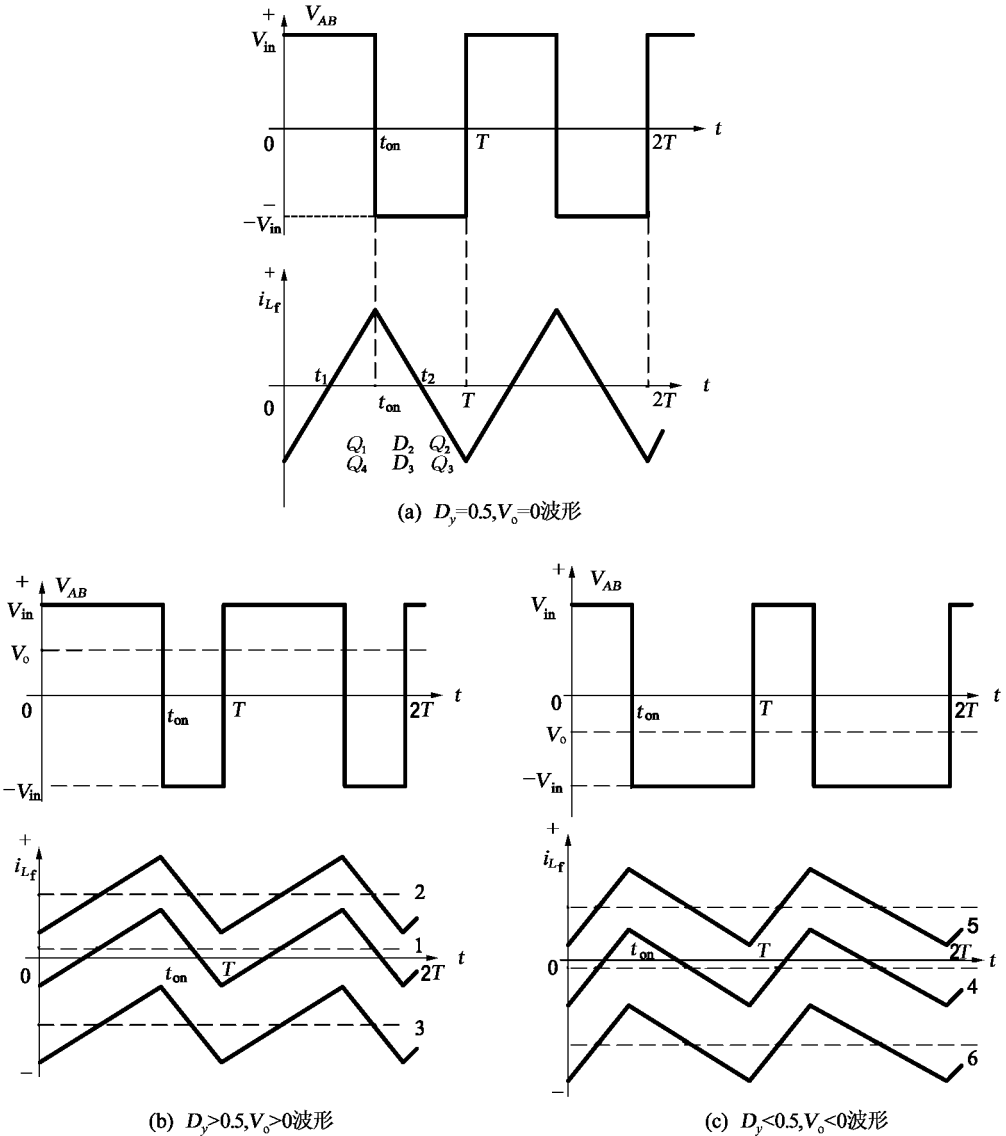 +
V_AB
V_in
0
t_on
T
2T
t
−
−V_in
+
i_Lf
t_1
t_2
t
0
t_on
T
2T
Q_1 D_2 Q_2
Q_4 D_3 Q_3
(a) D_y=0.5,V_o=0波形
+
V_AB
V_in
V_o
0
t_on
T
2T
t
−V_in
+
i_Lf
2
1
0
t_on
T
2T
t
3
−
(b) D_y>0.5,V_o>0波形
+
V_AB
V_in
0
t_on
T
2T
t
V_o
−V_in
+
i_Lf
5
0
t_on
T
2T
t
4
6
−
(c) D_y<0.5,V_o<0波形